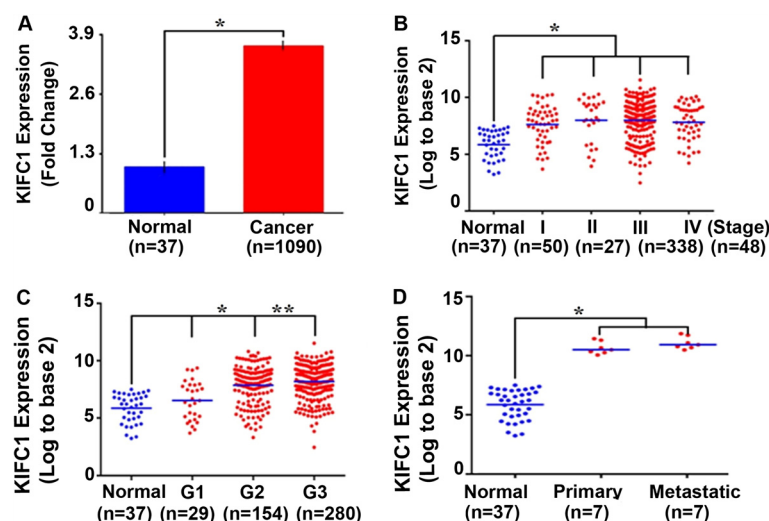 A
KIFC1 Expression
(Fold Change)
3.9
2.6
1.3
0
*
Normal
(n=37)
Cancer
(n=1090)
B
KIFC1 Expression
(Log to base 2)
15
10
5
0
*
Normal I II III IV (Stage)
(n=37) (n=50) (n=27) (n=338) (n=48)
C
KIFC1 Expression
(Log to base 2)
15
10
5
0
* **
Normal G1 G2 G3
(n=37) (n=29) (n=154) (n=280)
D
KIFC1 Expression
(Log to base 2)
15
10
5
0
*
Normal Primary Metastatic
(n=37) (n=7) (n=7)